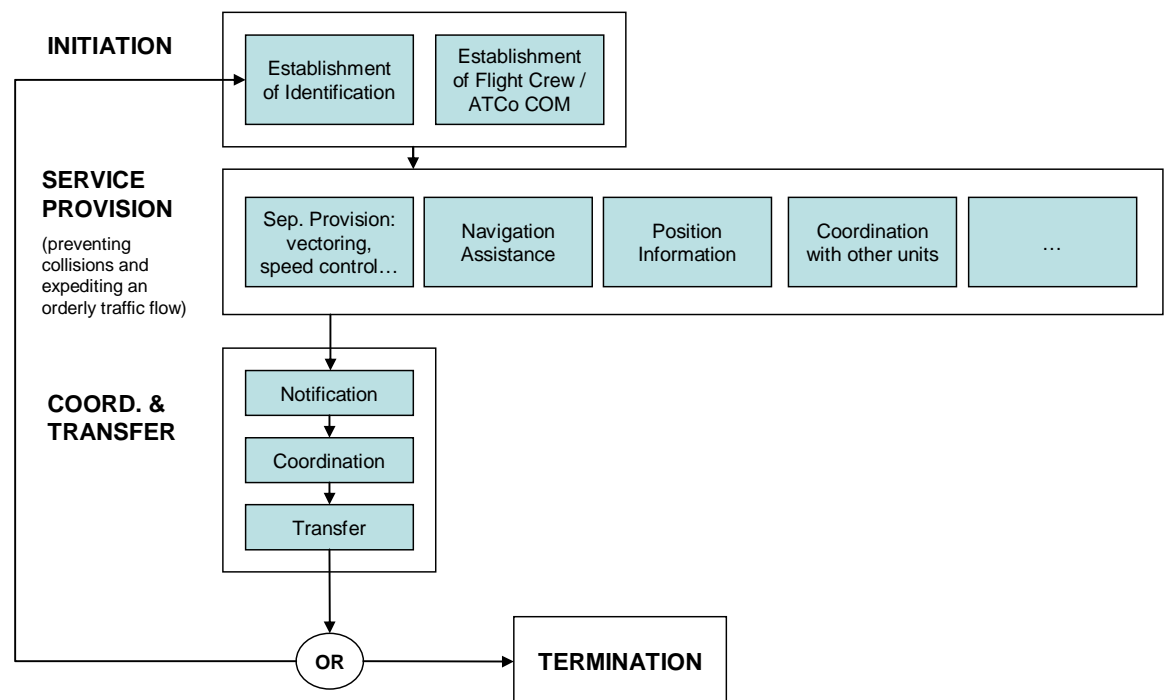 INITIATION
Establishment
of Identification
Establishment
of Flight Crew /
ATCo COM
SERVICE
PROVISION
(preventing
collisions and
expediting an
orderly traffic flow)
Sep. Provision:
vectoring,
speed control…
Navigation
Assistance
Position
Information
Coordination
with other units
…
COORD. &
TRANSFER
Notification
Coordination
Transfer
OR
TERMINATION